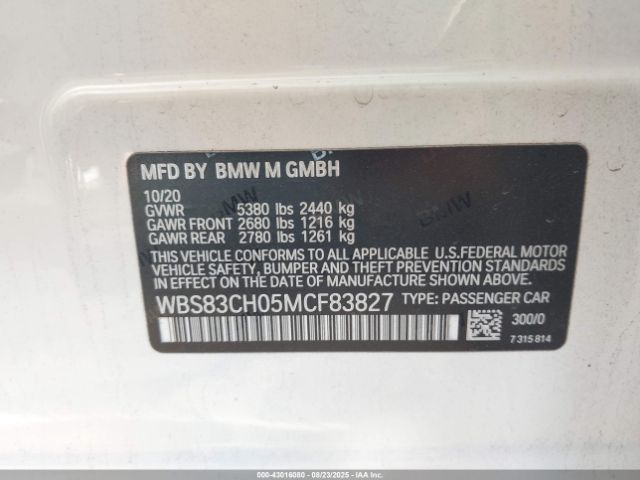 MFD BY BMW M GMBH
10/20
GVWR 5380 lbs 2440 kg
GAWR FRONT 2680 lbs 1216 kg
GAWR REAR 2780 lbs 1261 kg
THIS VEHICLE CONFORMS TO ALL APPLICABLE U.S.FEDERAL MOTOR
VEHICLE SAFETY, BUMPER AND THEFT PREVENTION STANDARDS
IN EFFECT ON THE DATE OF MANUFACTURE SHOWN ABOVE.
WBS83CH05MCF83827 TYPE: PASSENGER CAR
300/0
7 315 814
000-43016080 - 08/23/2025 - IAAI.COM